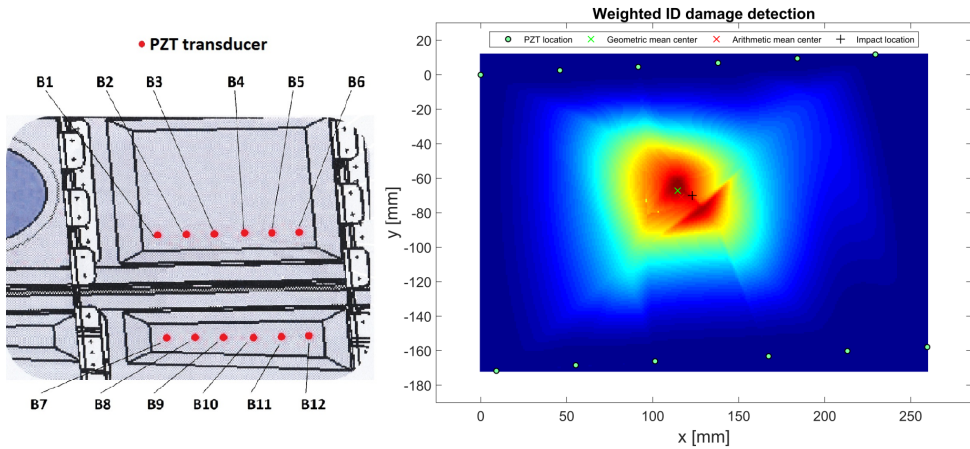 PZT transducer
B1 B2 B3 B4 B5 B6
B7 B8 B9 B10 B11 B12
Weighted ID damage detection
PZT location Geometric mean center Arithmetic mean center Impact location
20
0
-20
-40
-60
-80
-100
-120
-140
-160
-180
y [mm]
0 50 100 150 200 250
x [mm]